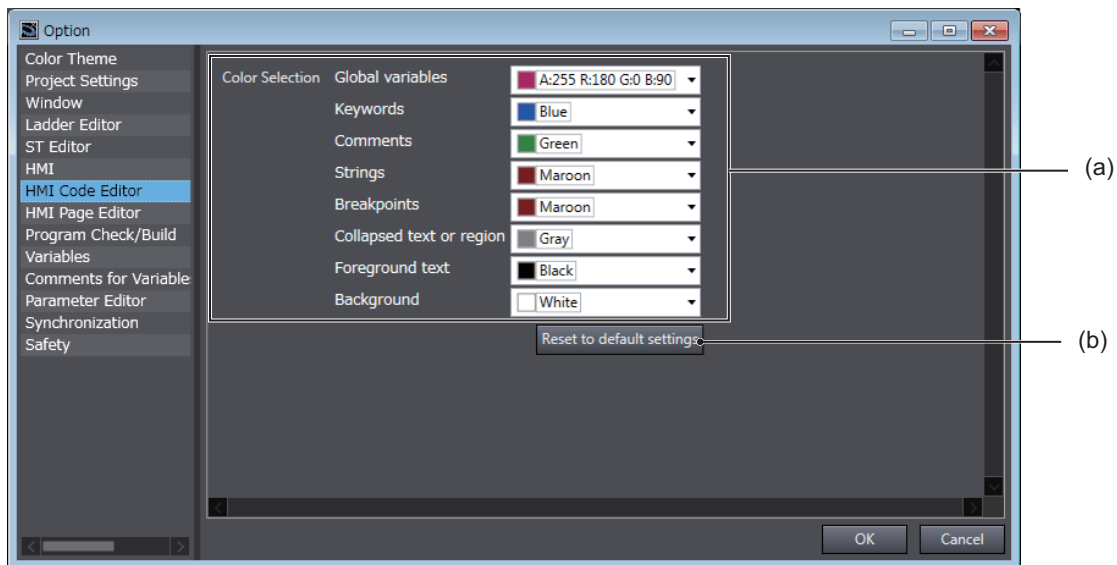 Option
Color Theme
Project Settings
Window
Ladder Editor
ST Editor
HMI
HMI Code Editor
HMI Page Editor
Program Check/Build
Variables
Comments for Variable
Parameter Editor
Synchronization
Safety
Color Selection Global variables A:255 R:180 G:0 B:90
Keywords Blue
Comments Green
Strings Maroon
Breakpoints Maroon
Collapsed text or region Gray
Foreground text Black
Background White
(a)
Reset to default settings
(b)
OK Cancel